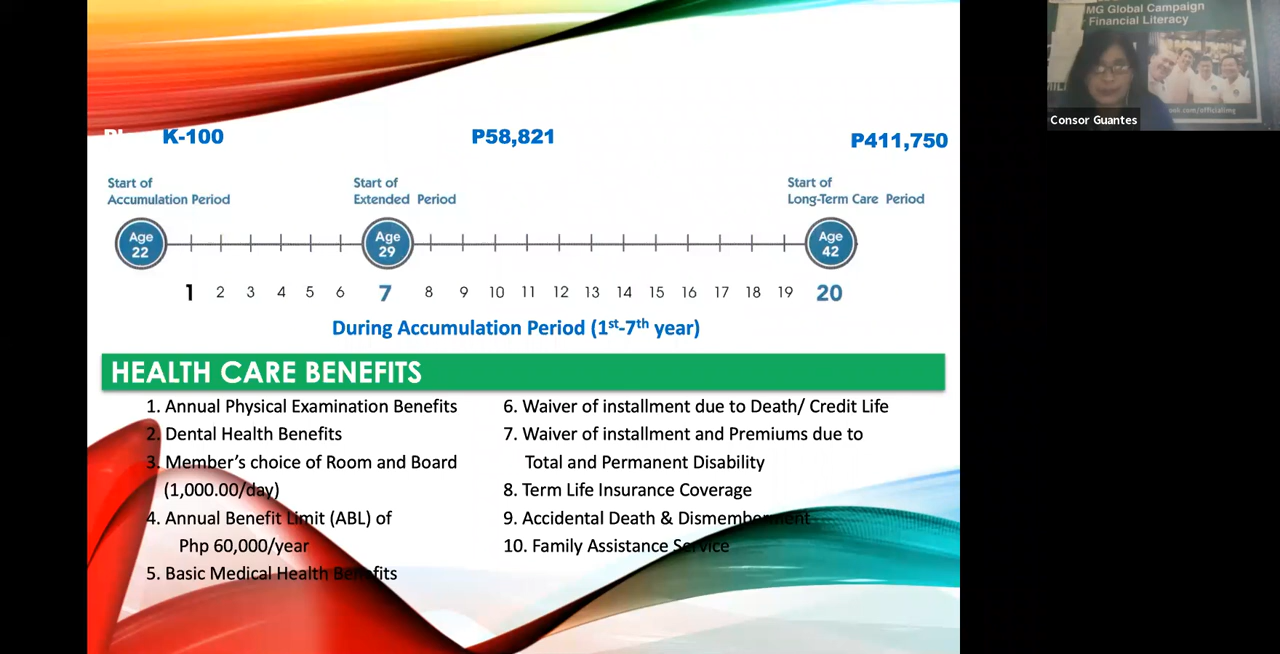 MG Global Campaign
Financial Literacy
Consor Guantes
K-100
P58,821
P411,750
Start of
Accumulation Period
Start of
Extended Period
Start of
Long-Term Care Period
Age
22
Age
29
Age
42
1 2 3 4 5 6 7 8 9 10 11 12 13 14 15 16 17 18 19 20
During Accumulation Period (1st-7th year)
HEALTH CARE BENEFITS
1. Annual Physical Examination Benefits
2. Dental Health Benefits
3. Member's choice of Room and Board
(1,000.00/day)
4. Annual Benefit Limit (ABL) of
Php 60,000/year
5. Basic Medical Health Benefits
6. Waiver of installment due to Death/ Credit Life
7. Waiver of installment and Premiums due to
Total and Permanent Disability
8. Term Life Insurance Coverage
9. Accidental Death & Dismemberment
10. Family Assistance Service